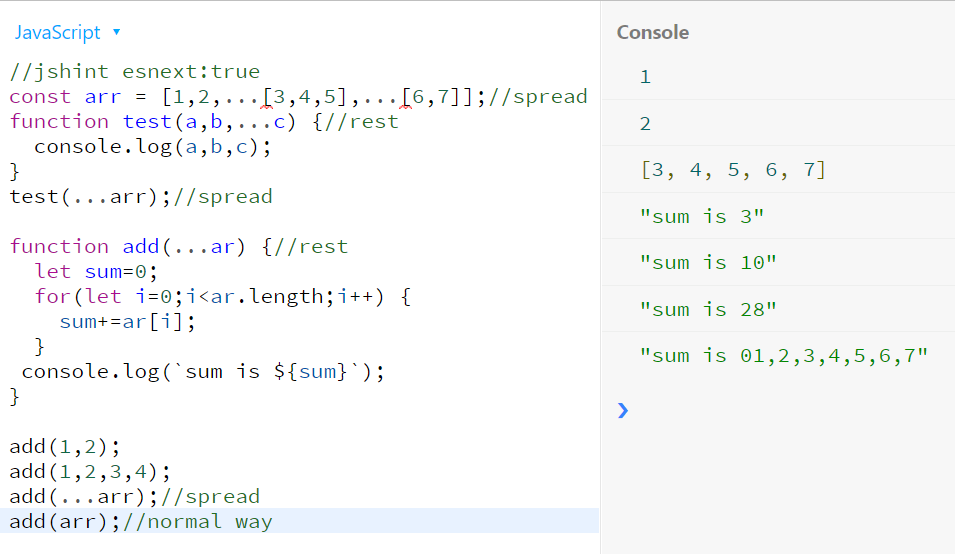 JavaScript ▾
//jshint esnext:true
const arr = [1,2,...[3,4,5],...[6,7]];//spread
function test(a,b,...c) {//rest
  console.log(a,b,c);
}
test(...arr);//spread

function add(...ar) {//rest
  let sum=0;
  for(let i=0;i<ar.length;i++) {
    sum+=ar[i];
  }
 console.log(`sum is ${sum}`);
}

add(1,2);
add(1,2,3,4);
add(...arr);//spread
add(arr);//normal way
Console
1
2
[3, 4, 5, 6, 7]
"sum is 3"
"sum is 10"
"sum is 28"
"sum is 01,2,3,4,5,6,7"
❯